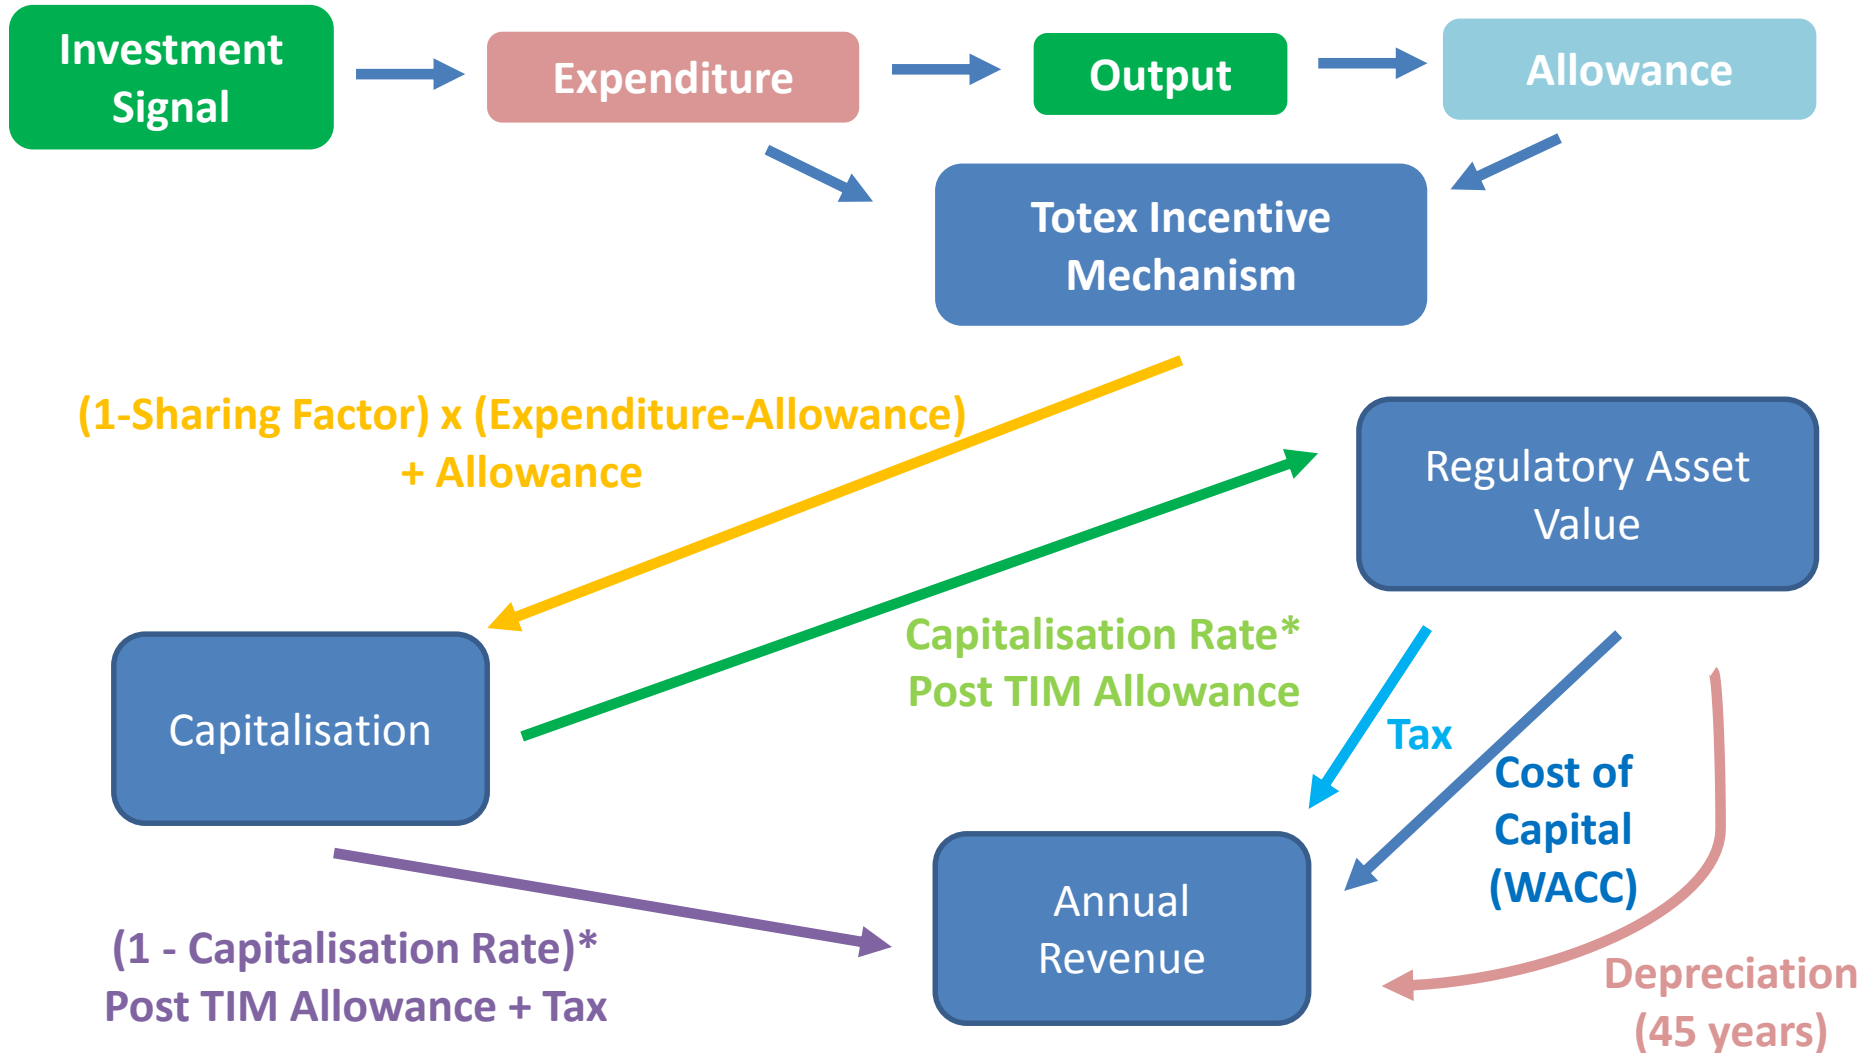 Investment
Signal
Expenditure
Output
Allowance
Totex Incentive
Mechanism
(1-Sharing Factor) x (Expenditure-Allowance)
+ Allowance
Regulatory Asset
Value
Capitalisation Rate*
Post TIM Allowance
Capitalisation
Tax
Cost of
Capital
(WACC)
Annual
Revenue
(1 - Capitalisation Rate)*
Post TIM Allowance + Tax
Depreciation
(45 years)